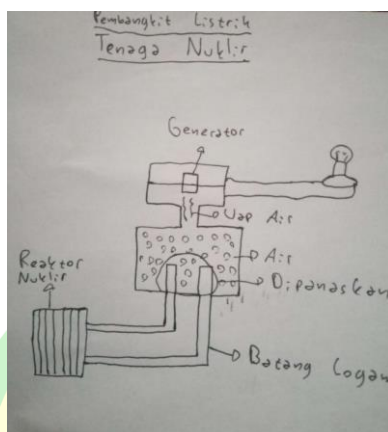 Pembangkit Listrik
Tenaga Nuklir
Generator
Uap Air
Reaktor
Nuklir
Air
Dipanaskan
Batang Logam